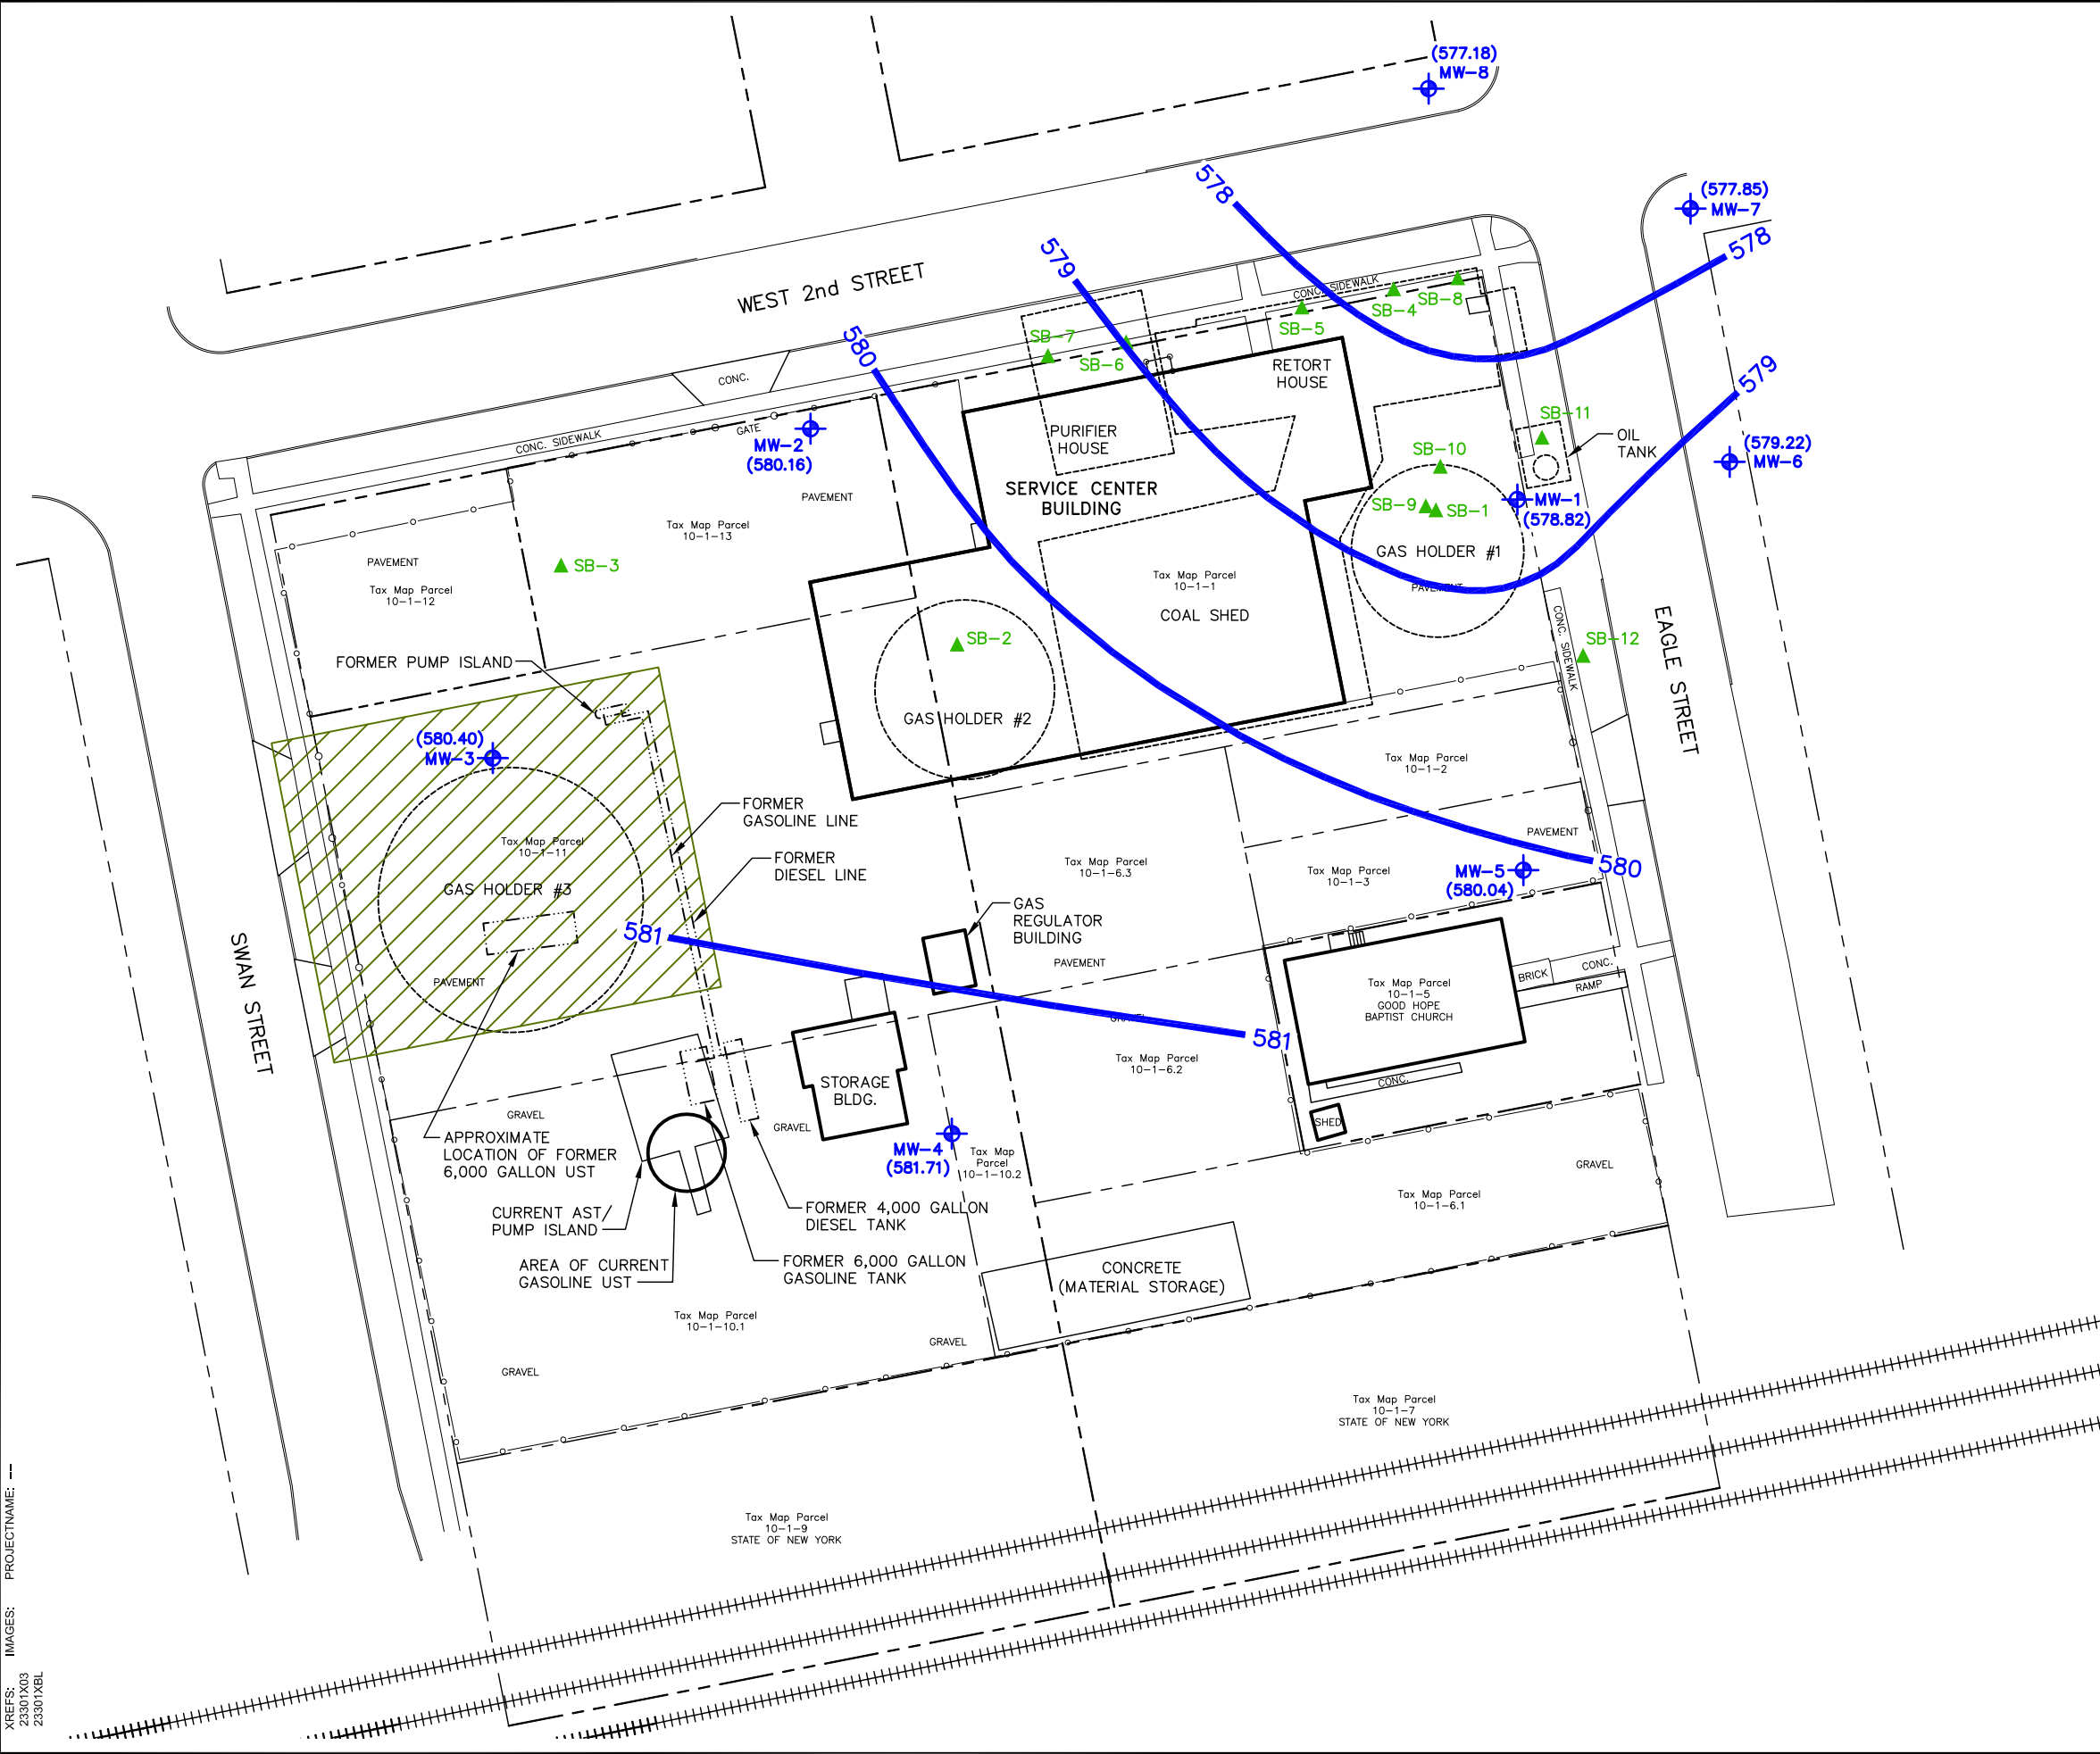 (577.18)
MW-8
578
(577.85)
MW-7
578
579
WEST 2nd STREET
CONC. SIDEWALK
SB-8
SB-4
SB-5
SB-7
SB-6
580
RETORT
HOUSE
579
CONC.
SB-11
OIL
TANK
GATE
MW-2
(580.16)
CONC. SIDEWALK
PURIFIER
HOUSE
SB-10
(579.22)
MW-6
PAVEMENT
SERVICE CENTER
BUILDING
SB-9
SB-1
MW-1
(578.82)
Tax Map Parcel
10-1-13
GAS HOLDER #1
PAVEMENT
SB-3
Tax Map Parcel
10-1-12
Tax Map Parcel
10-1-1
PAVEMENT
COAL SHED
CONC. SIDEWALK
EAGLE STREET
SB-12
SB-2
FORMER PUMP ISLAND
GAS HOLDER #2
(580.40)
MW-3
Tax Map Parcel
10-1-2
FORMER
GASOLINE LINE
PAVEMENT
Tax Map Parcel
10-1-11
FORMER
DIESEL LINE
Tax Map Parcel
10-1-6.3
Tax Map Parcel
10-1-3
MW-5
(580.04)
580
GAS HOLDER #3
GAS
REGULATOR
BUILDING
581
PAVEMENT
PAVEMENT
SWAN STREET
BRICK
CONC.
RAMP
Tax Map Parcel
10-1-5
GOOD HOPE
BAPTIST CHURCH
GRAVEL
581
Tax Map Parcel
10-1-6.2
CONC.
STORAGE
BLDG.
GRAVEL
GRAVEL
SHED
APPROXIMATE
LOCATION OF FORMER
6,000 GALLON UST
MW-4
(581.71)
Tax Map
Parcel
10-1-10.2
GRAVEL
CURRENT AST/
PUMP ISLAND
FORMER 4,000 GALLON
DIESEL TANK
Tax Map Parcel
10-1-6.1
AREA OF CURRENT
GASOLINE UST
FORMER 6,000 GALLON
GASOLINE TANK
CONCRETE
(MATERIAL STORAGE)
Tax Map Parcel
10-1-10.1
GRAVEL
GRAVEL
Tax Map Parcel
10-1-7
STATE OF NEW YORK
Tax Map Parcel
10-1-9
STATE OF NEW YORK
XREFS: IMAGES: PROJECTNAME: --
23301X03
23301XBL